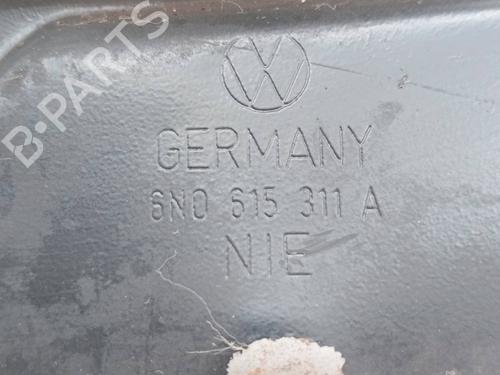 B-PARTS
GERMANY
6N0 615 311 A
NIE